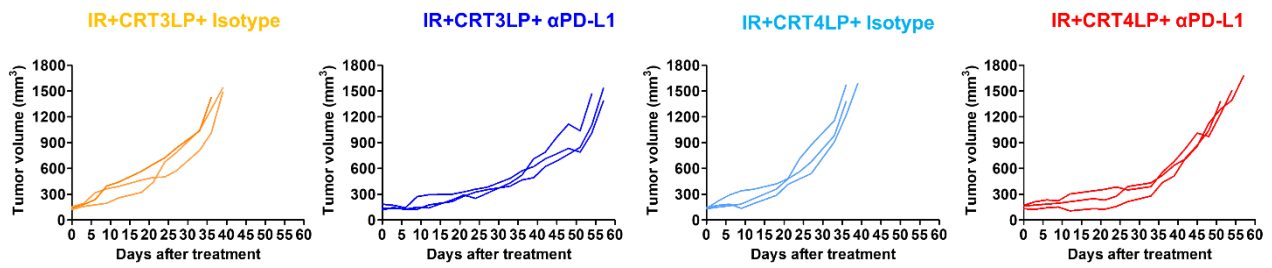 IR+CRT3LP+ Isotype
IR+CRT3LP+ αPD-L1
IR+CRT4LP+ Isotype
IR+CRT4LP+ αPD-L1
Tumor volume (mm³)
1800
1500
1200
900
600
300
0
0 5 10 15 20 25 30 35 40 45 50 55 60
Days after treatment
Tumor volume (mm³)
1800
1500
1200
900
600
300
0
0 5 10 15 20 25 30 35 40 45 50 55 60
Days after treatment
Tumor volume (mm³)
1800
1500
1200
900
600
300
0
0 5 10 15 20 25 30 35 40 45 50 55 60
Days after treatment
Tumor volume (mm³)
1800
1500
1200
900
600
300
0
0 5 10 15 20 25 30 35 40 45 50 55 60
Days after treatment